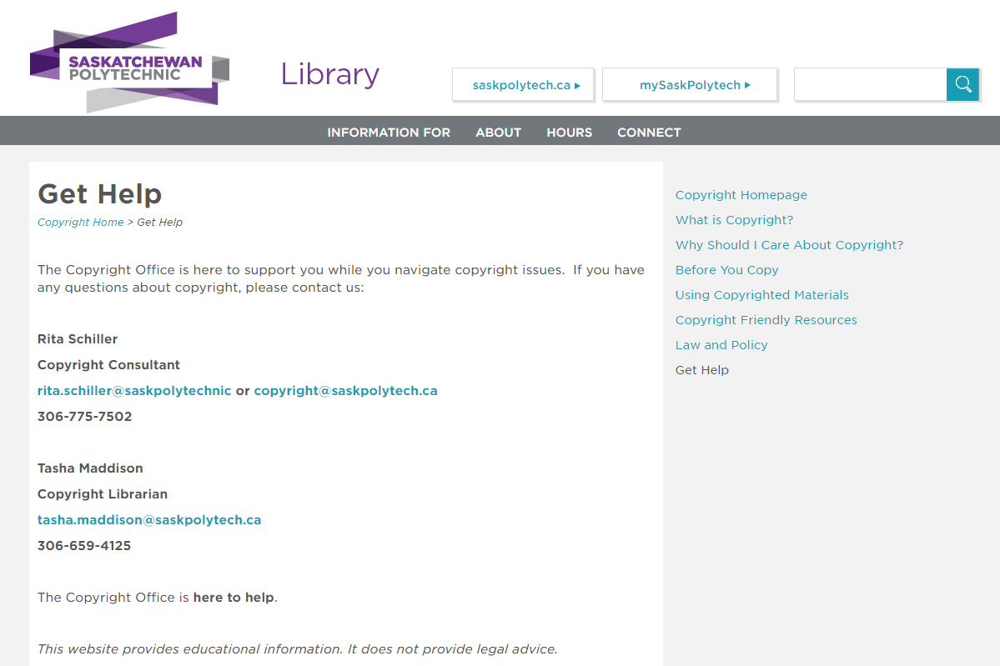 SASKATCHEWAN
POLYTECHNIC
Library
saskpolytech.ca
mySaskPolytech
INFORMATION FOR ABOUT HOURS CONNECT
Get Help
Copyright Home > Get Help
The Copyright Office is here to support you while you navigate copyright issues.  If you have
any questions about copyright, please contact us:
Rita Schiller
Copyright Consultant
rita.schiller@saskpolytechnic or copyright@saskpolytech.ca
306-775-7502
Tasha Maddison
Copyright Librarian
tasha.maddison@saskpolytech.ca
306-659-4125
The Copyright Office is here to help.
This website provides educational information. It does not provide legal advice.
Copyright Homepage
What is Copyright?
Why Should I Care About Copyright?
Before You Copy
Using Copyrighted Materials
Copyright Friendly Resources
Law and Policy
Get Help